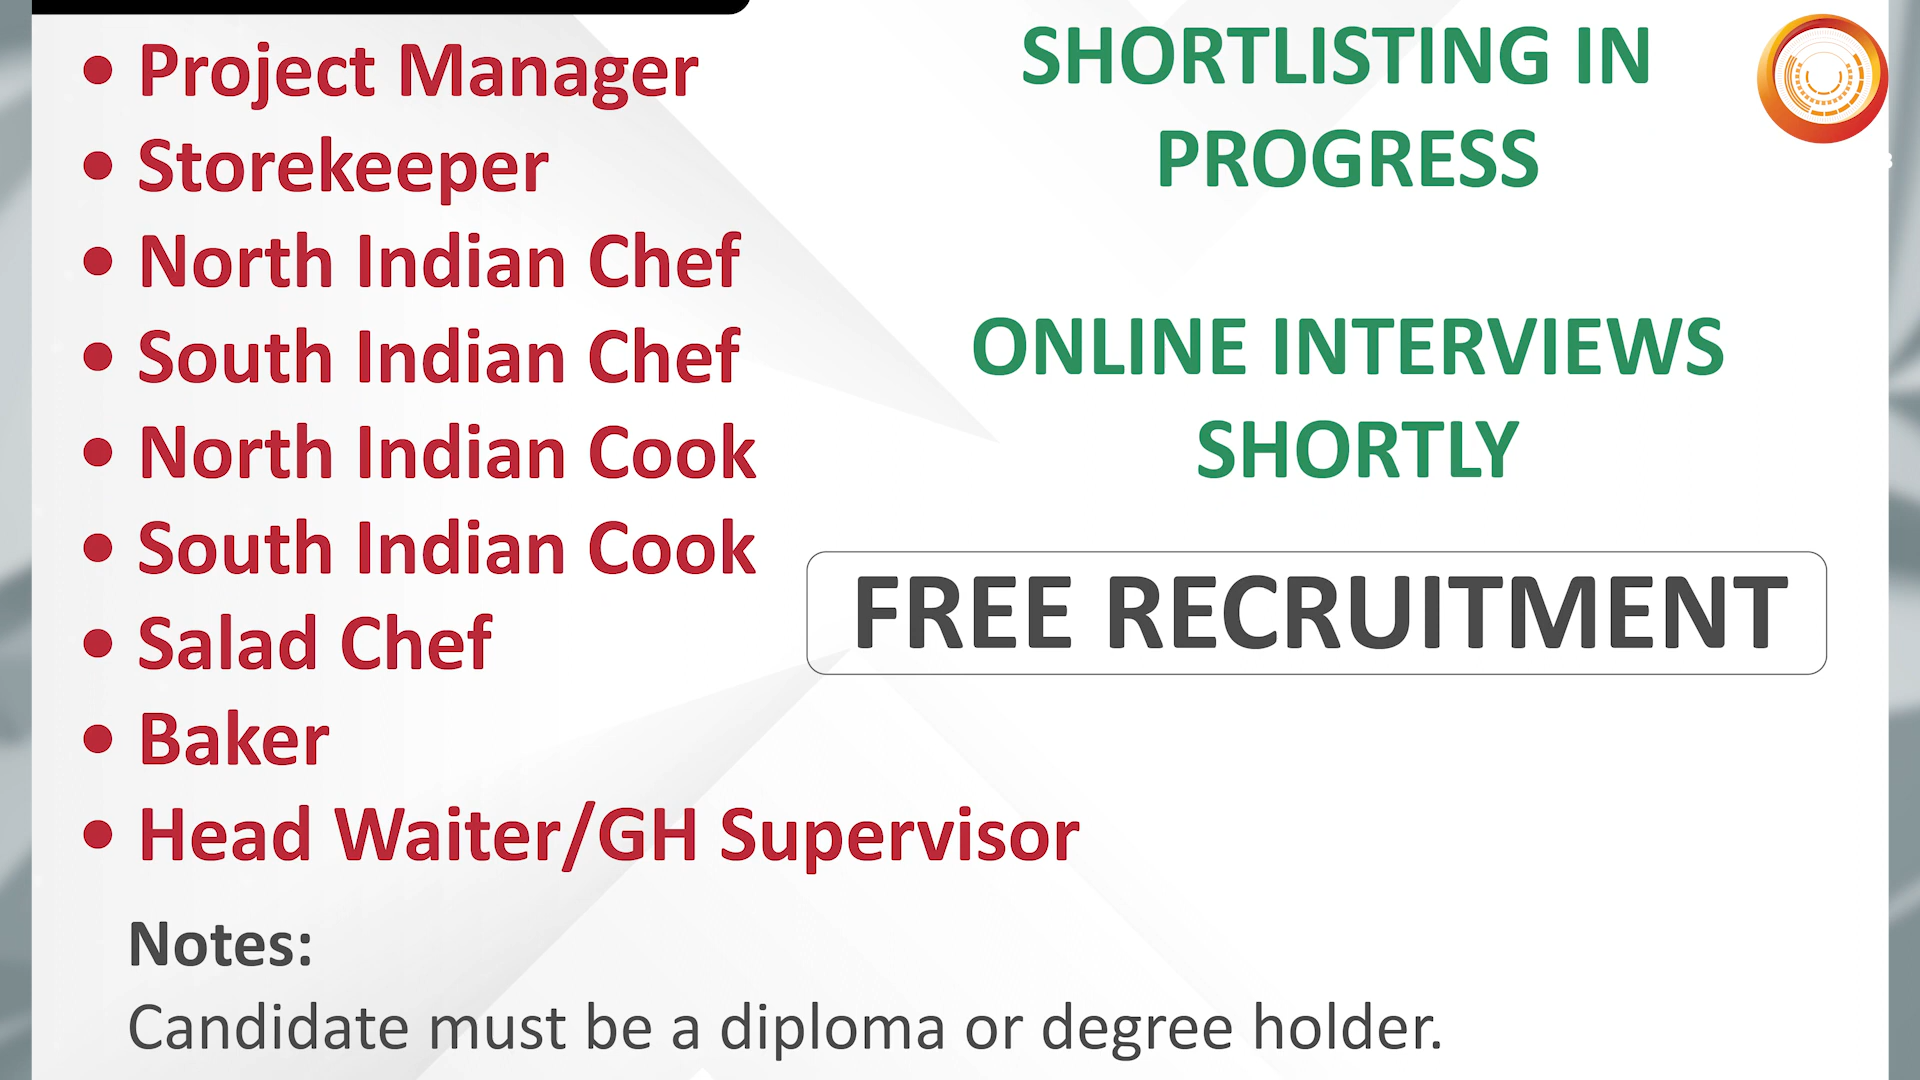 • Project Manager
• Storekeeper
• North Indian Chef
• South Indian Chef
• North Indian Cook
• South Indian Cook
• Salad Chef
• Baker
• Head Waiter/GH Supervisor
SHORTLISTING IN
PROGRESS
ONLINE INTERVIEWS
SHORTLY
FREE RECRUITMENT
Notes:
Candidate must be a diploma or degree holder.